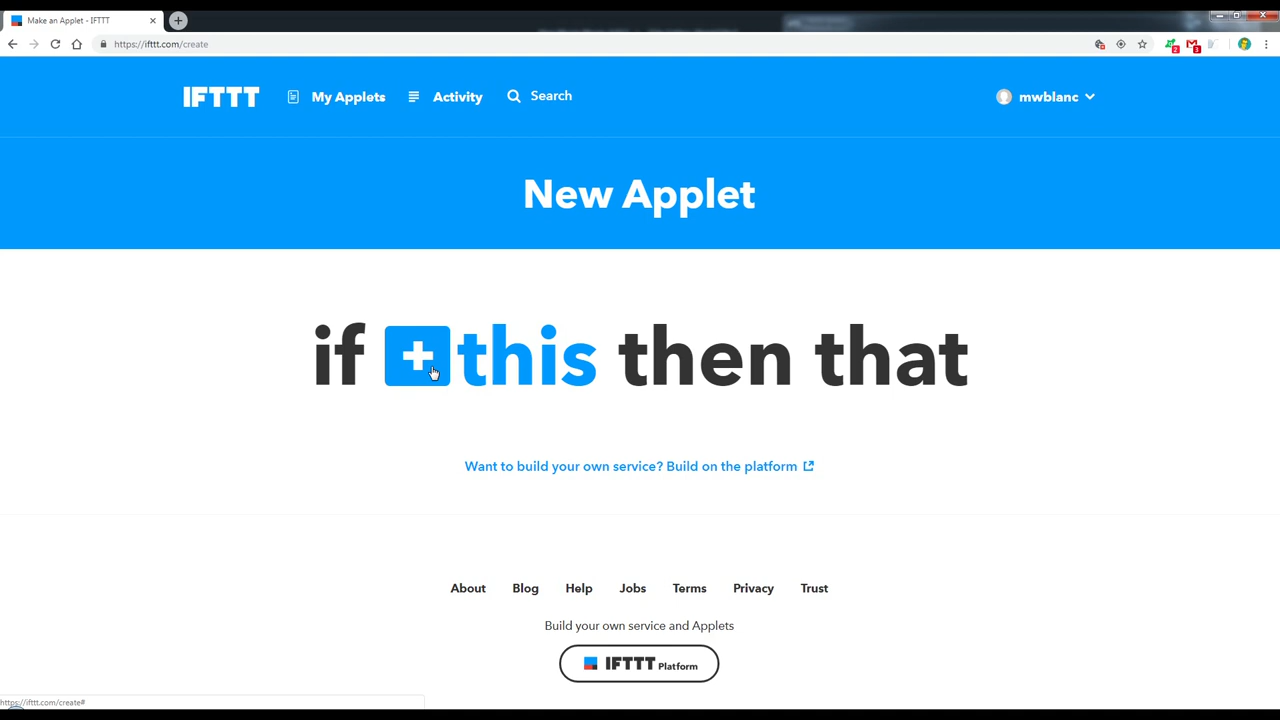 Make an Applet - IFTTT
https://ifttt.com/create
2 3
IFTTT My Applets Activity Search mwblanc
New Applet
if + this then that
Want to build your own service? Build on the platform
About Blog Help Jobs Terms Privacy Trust
Build your own service and Applets
IFTTT Platform
https://ifttt.com/create#